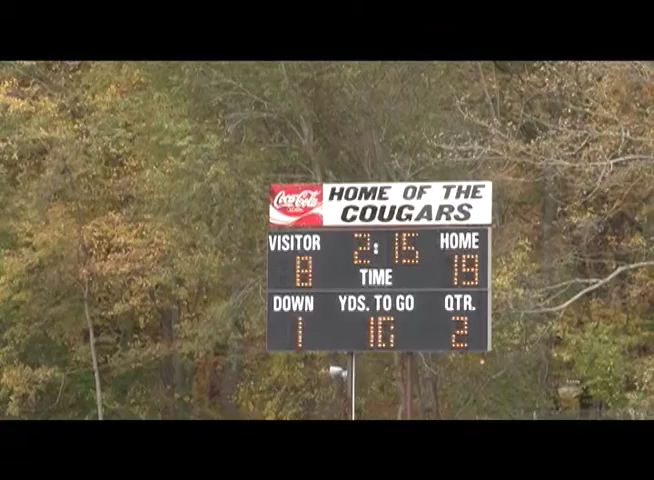 Coca-Cola HOME OF THE
COUGARS
VISITOR 2:15 HOME
8 TIME 19
DOWN YDS. TO GO QTR.
1 2